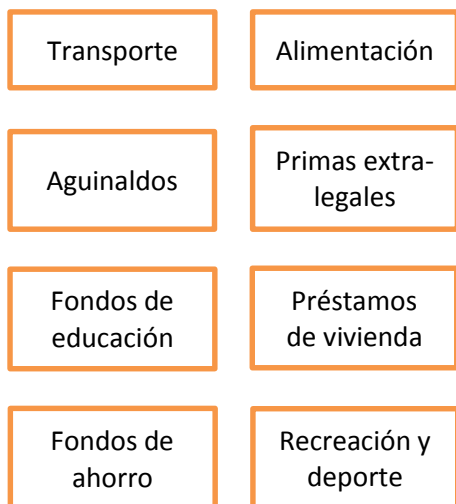 Transporte
Alimentación
Aguinaldos
Primas extra-
legales
Fondos de
educación
Préstamos
de vivienda
Fondos de
ahorro
Recreación y
deporte